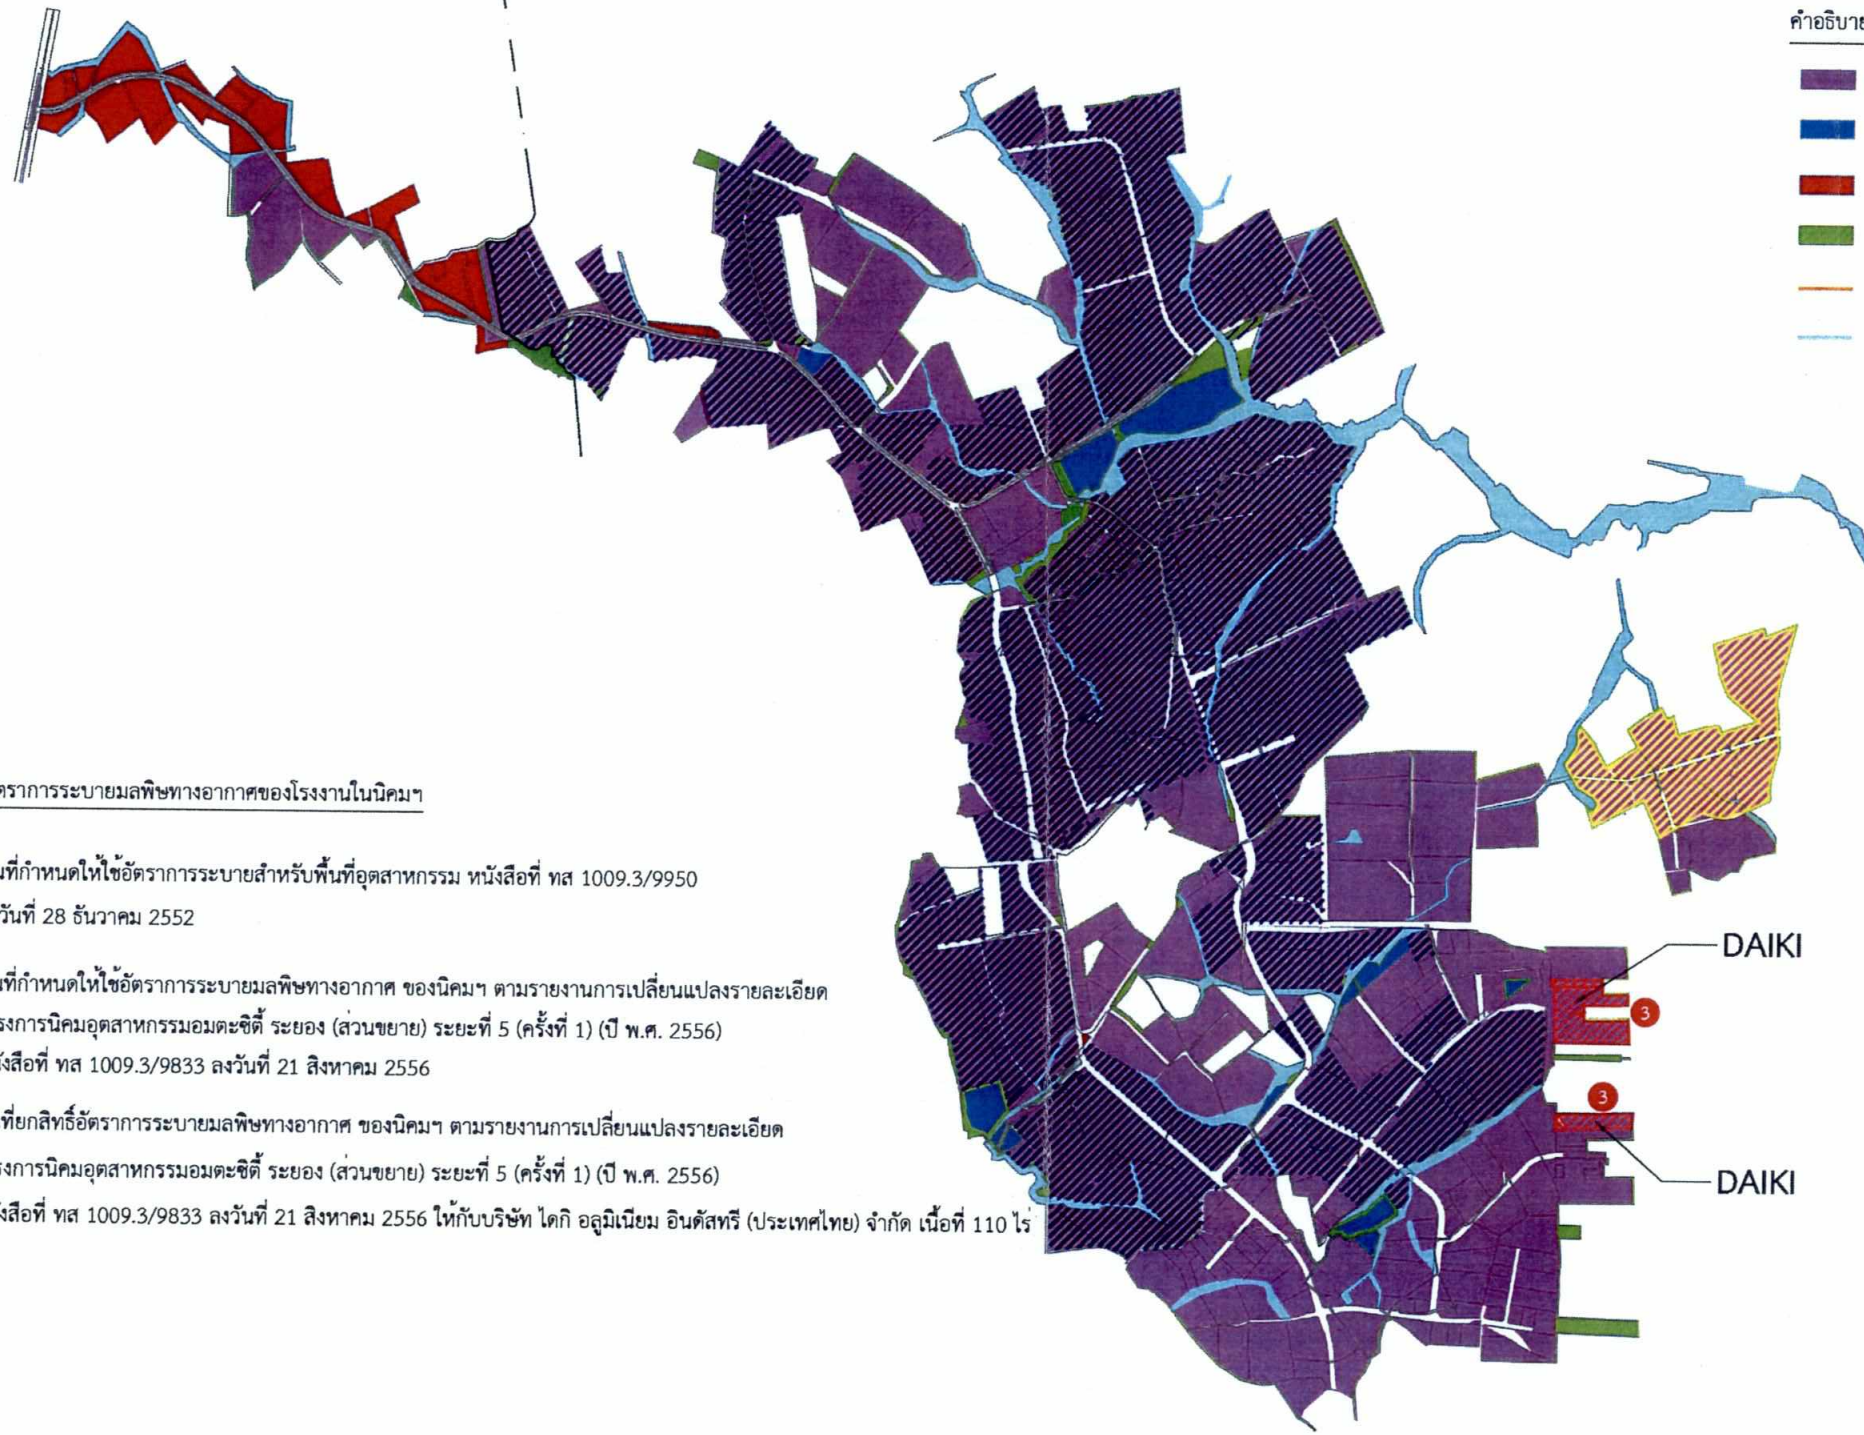 คำอธิบาย
ตราการระบายมลพิษทางอากาศของโรงงานในนิคมฯ
นที่กำหนดให้ใช้อัตราการระบายสำหรับพื้นที่อุตสาหกรรม หนังสือที่ ทส 1009.3/9950
วันที่ 28 ธันวาคม 2552
นที่กำหนดให้ใช้อัตราการระบายมลพิษทางอากาศ ของนิคมฯ ตามรายงานการเปลี่ยนแปลงรายละเอียด
รงการนิคมอุตสาหกรรมอมตะซิตี้ ระยอง (ส่วนขยาย) ระยะที่ 5 (ครั้งที่ 1) (ปี พ.ศ. 2556)
ังสือที่ ทส 1009.3/9833 ลงวันที่ 21 สิงหาคม 2556
ที่ยกสิทธิ์อัตราการระบายมลพิษทางอากาศ ของนิคมฯ ตามรายงานการเปลี่ยนแปลงรายละเอียด
รงการนิคมอุตสาหกรรมอมตะซิตี้ ระยอง (ส่วนขยาย) ระยะที่ 5 (ครั้งที่ 1) (ปี พ.ศ. 2556)
ังสือที่ ทส 1009.3/9833 ลงวันที่ 21 สิงหาคม 2556 ให้กับบริษัท ไดกิ อลูมิเนียม อินดัสทรี (ประเทศไทย) จำกัด เนื้อที่ 110 ไร่
DAIKI
3
3
DAIKI